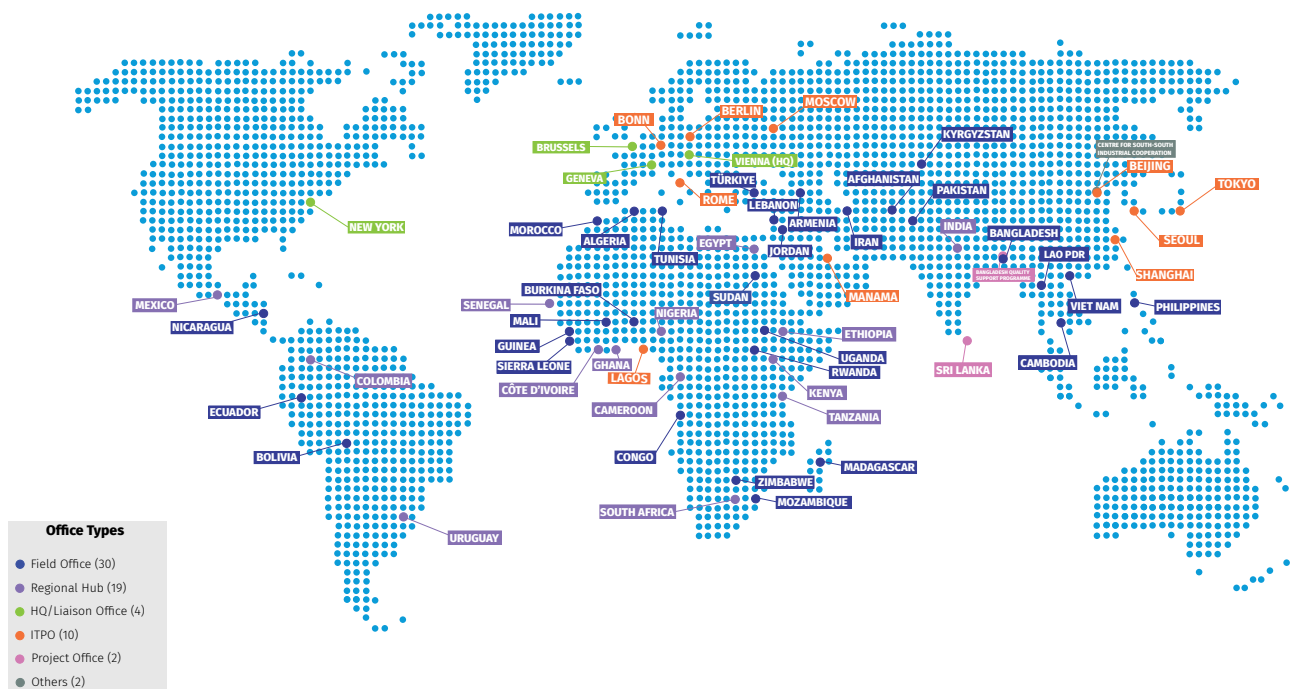 MOSCOW
BERLIN
BONN
KYRGYZSTAN
BRUSSELS
CENTRE FOR SOUTH-SOUTH
INDUSTRIAL COOPERATION
VIENNA (HQ)
BEIJING
GENEVA
TÜRKIYE
AFGHANISTAN
TOKYO
PAKISTAN
ROME
LEBANON
NEW YORK
MOROCCO
ARMENIA
INDIA
BANGLADESH
ALGERIA
EGYPT
IRAN
SEOUL
JORDAN
LAO PDR
TUNISIA
BANGLADESH QUALITY
SUPPORT PROGRAMME
SHANGHAI
BURKINA FASO
SUDAN
MANAMA
MEXICO
SENEGAL
VIET NAM
PHILIPPINES
NIGERIA
MALI
NICARAGUA
ETHIOPIA
GUINEA
UGANDA
SIERRA LEONE
GHANA
CAMBODIA
SRI LANKA
RWANDA
LAGOS
COLOMBIA
CÔTE D'IVOIRE
KENYA
ECUADOR
CAMEROON
TANZANIA
BOLIVIA
CONGO
MADAGASCAR
ZIMBABWE
MOZAMBIQUE
SOUTH AFRICA
URUGUAY
Office Types
Field Office (30)
Regional Hub (19)
HQ/Liaison Office (4)
ITPO (10)
Project Office (2)
Others (2)